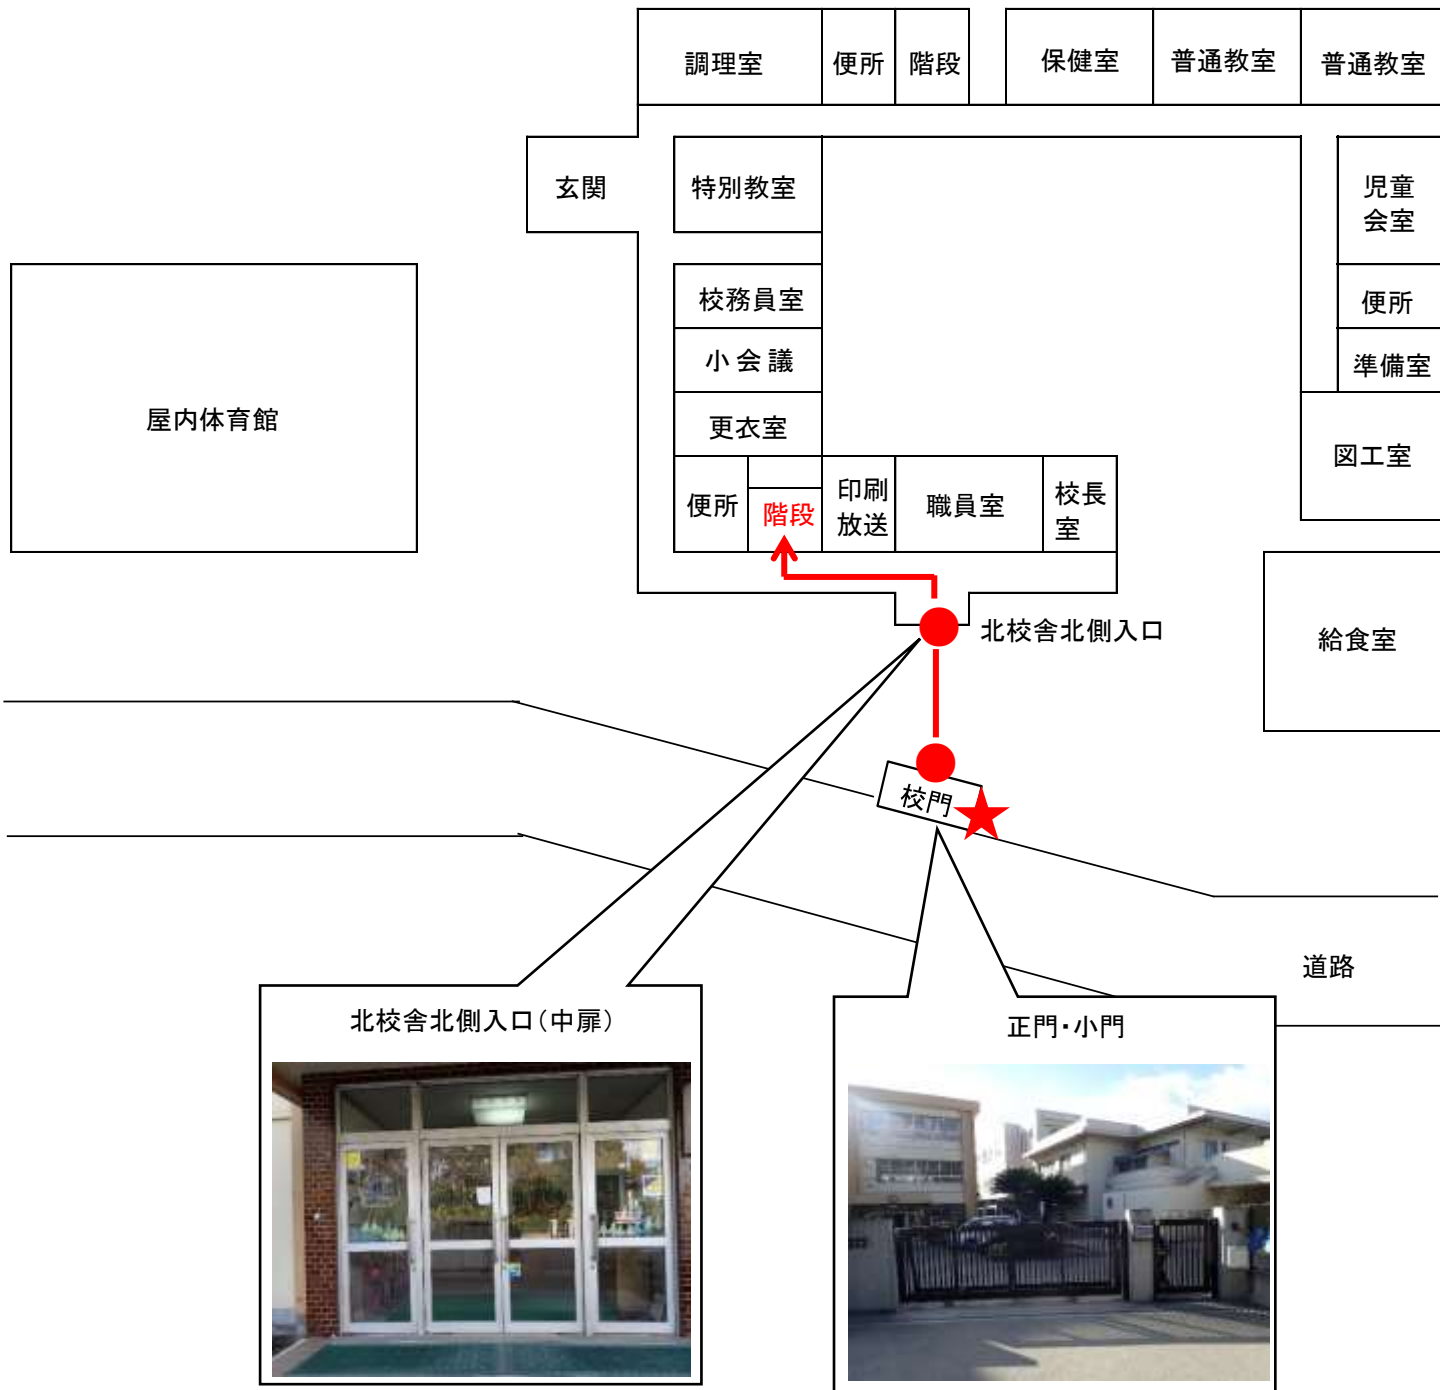 調理室
便所
階段
保健室
普通教室
普通教室
玄関
特別教室
児童
会室
校務員室
便所
小会議
準備室
屋内体育館
更衣室
図工室
便所
階段
印刷
放送
職員室
校長
室
北校舎北側入口
給食室
校門
道路
北校舎北側入口（中扉）
正門・小門